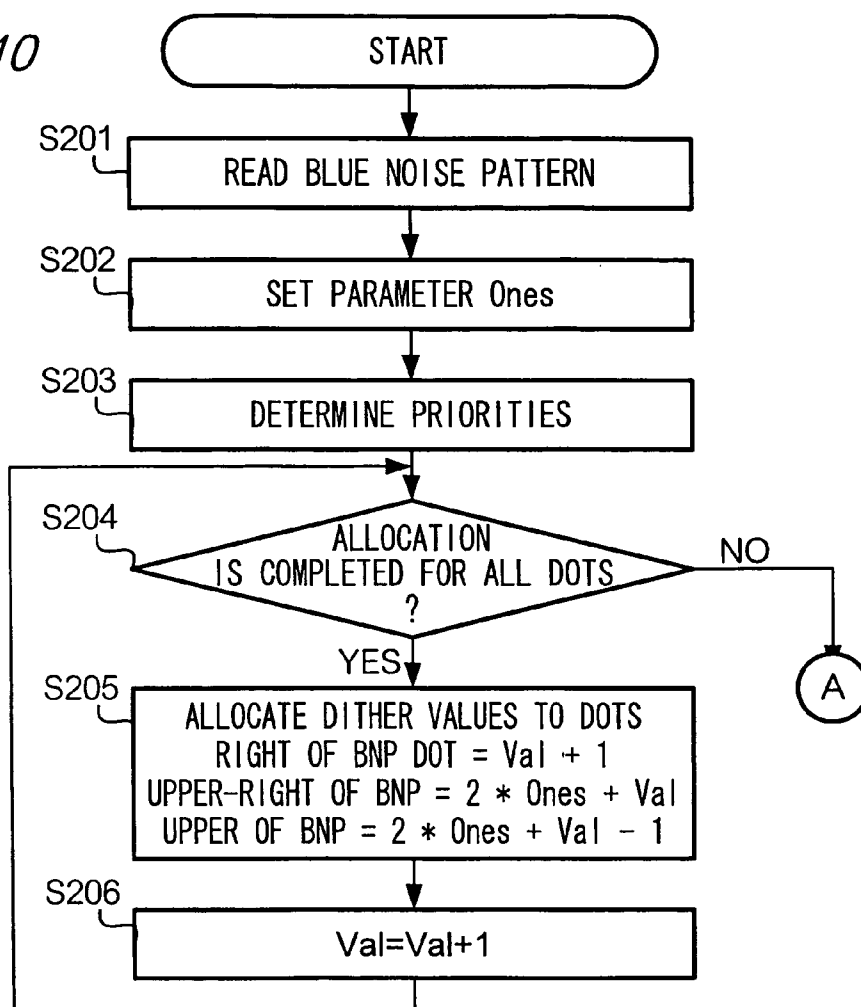 10
START
S201
READ BLUE NOISE PATTERN
S202
SET PARAMETER Ones
S203
DETERMINE PRIORITIES
S204
ALLOCATION
IS COMPLETED FOR ALL DOTS
?
NO
A
YES
S205
ALLOCATE DITHER VALUES TO DOTS
RIGHT OF BNP DOT = Val + 1
UPPER-RIGHT OF BNP = 2 * Ones + Val
UPPER OF BNP = 2 * Ones + Val - 1
S206
Val=Val+1